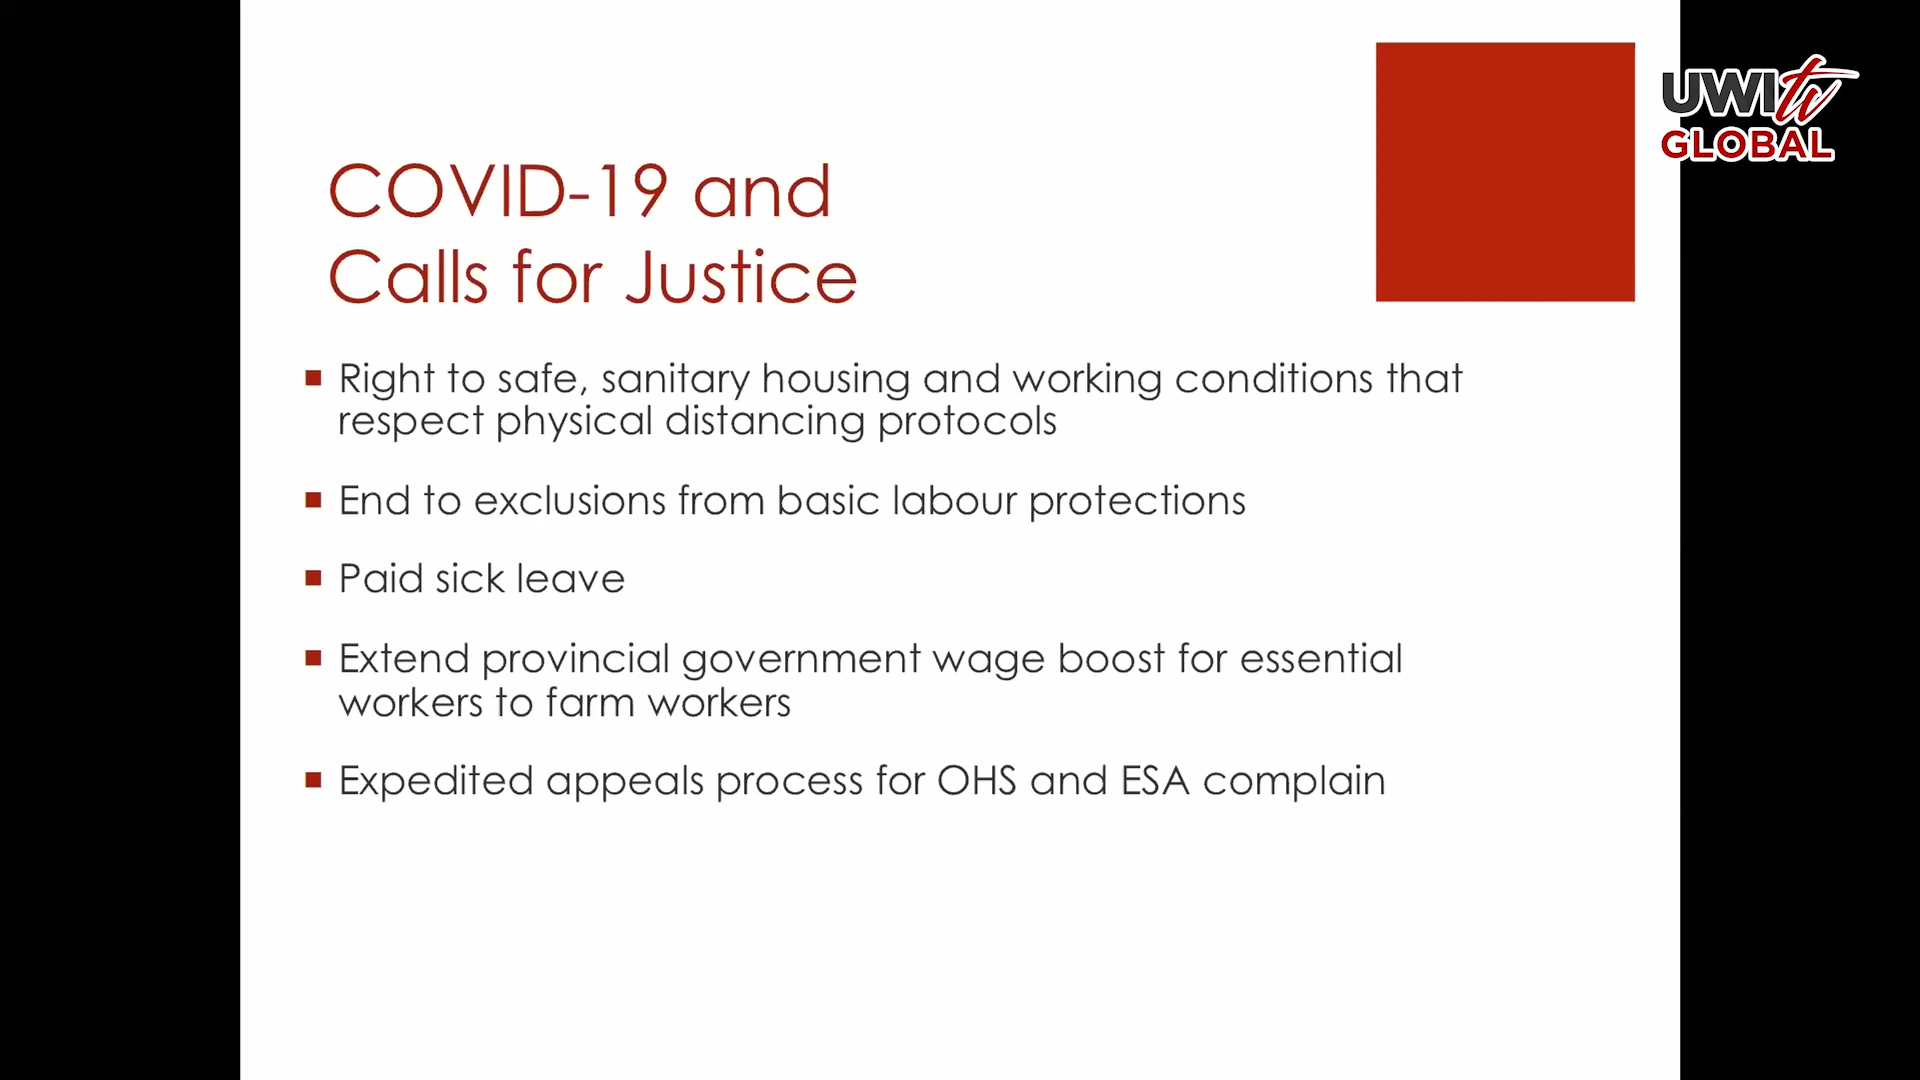 UWI tv
GLOBAL
COVID-19 and
Calls for Justice
Right to safe, sanitary housing and working conditions that
respect physical distancing protocols
End to exclusions from basic labour protections
Paid sick leave
Extend provincial government wage boost for essential
workers to farm workers
Expedited appeals process for OHS and ESA complain